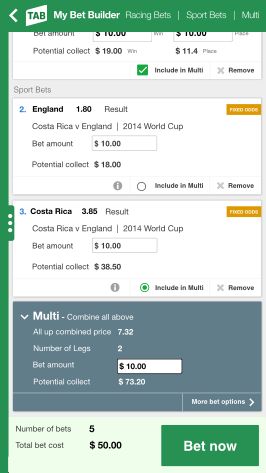 TAB My Bet Builder Racing Bets | Sport Bets | Multi
Bet amount $ 10.00 Win $ 10.00 Place
Potential collect $ 19.00 Win $ 11.4 Place
Include in Multi Remove
Sport Bets
2. England 1.80 Result FIXED ODDS
Costa Rica v England | 2014 World Cup
Bet amount $ 10.00
Potential collect $ 18.00
Include in Multi Remove
3. Costa Rica 3.85 Result FIXED ODDS
Costa Rica v England | 2014 World Cup
Bet amount $ 10.00
Potential collect $ 38.50
Include in Multi Remove
Multi - Combine all above
All up combined price 7.32
Number of Legs 2
Bet amount $ 10.00
Potential collect $ 73.20
More bet options
Number of bets 5
Total bet cost $ 50.00
Bet now